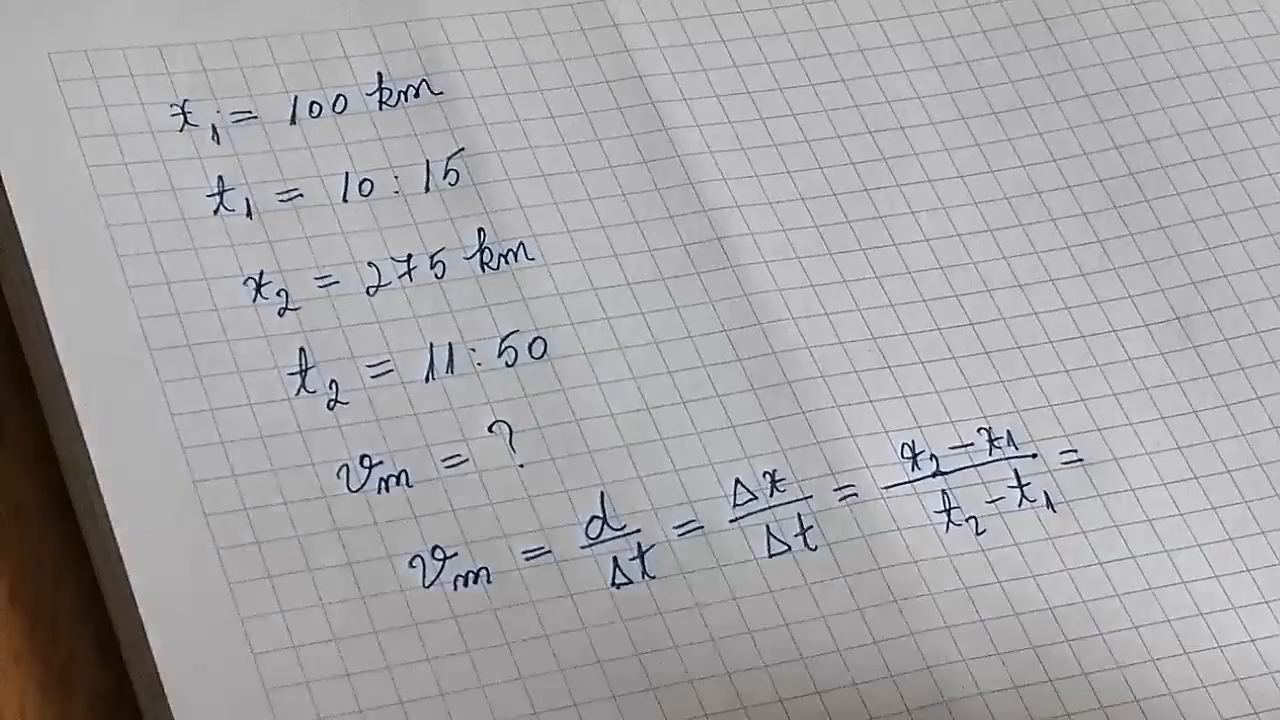 x₁ = 100 km
t₁ = 10 : 15
x₂ = 275 km
t₂ = 11 : 50
vₘ = ?
vₘ = d/Δt = Δx/Δt = x₂ − x₁/t₂ − t₁ =